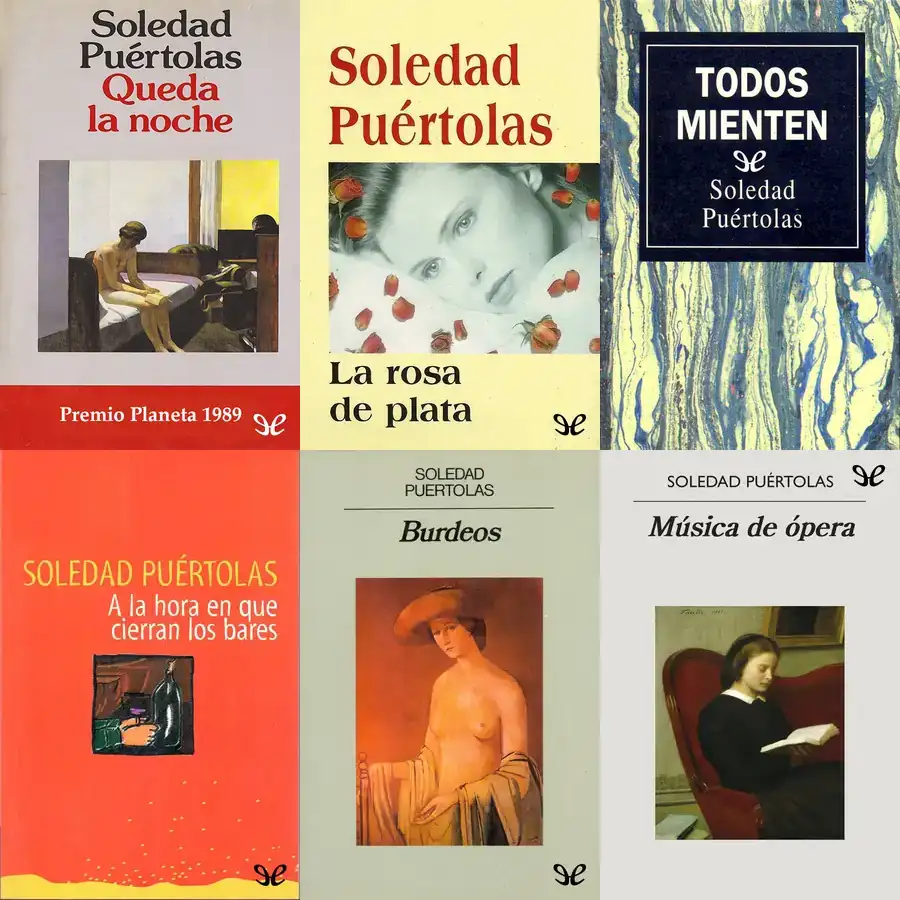 Soledad
Puértolas
Queda
la noche
Premio Planeta 1989
Soledad
Puértolas
La rosa
de plata
TODOS
MIENTEN
Soledad
Puértolas
SOLEDAD PUÉRTOLAS
A la hora en que
cierran los bares
SOLEDAD
PUERTOLAS
Burdeos
SOLEDAD PUÉRTOLAS
Música de ópera